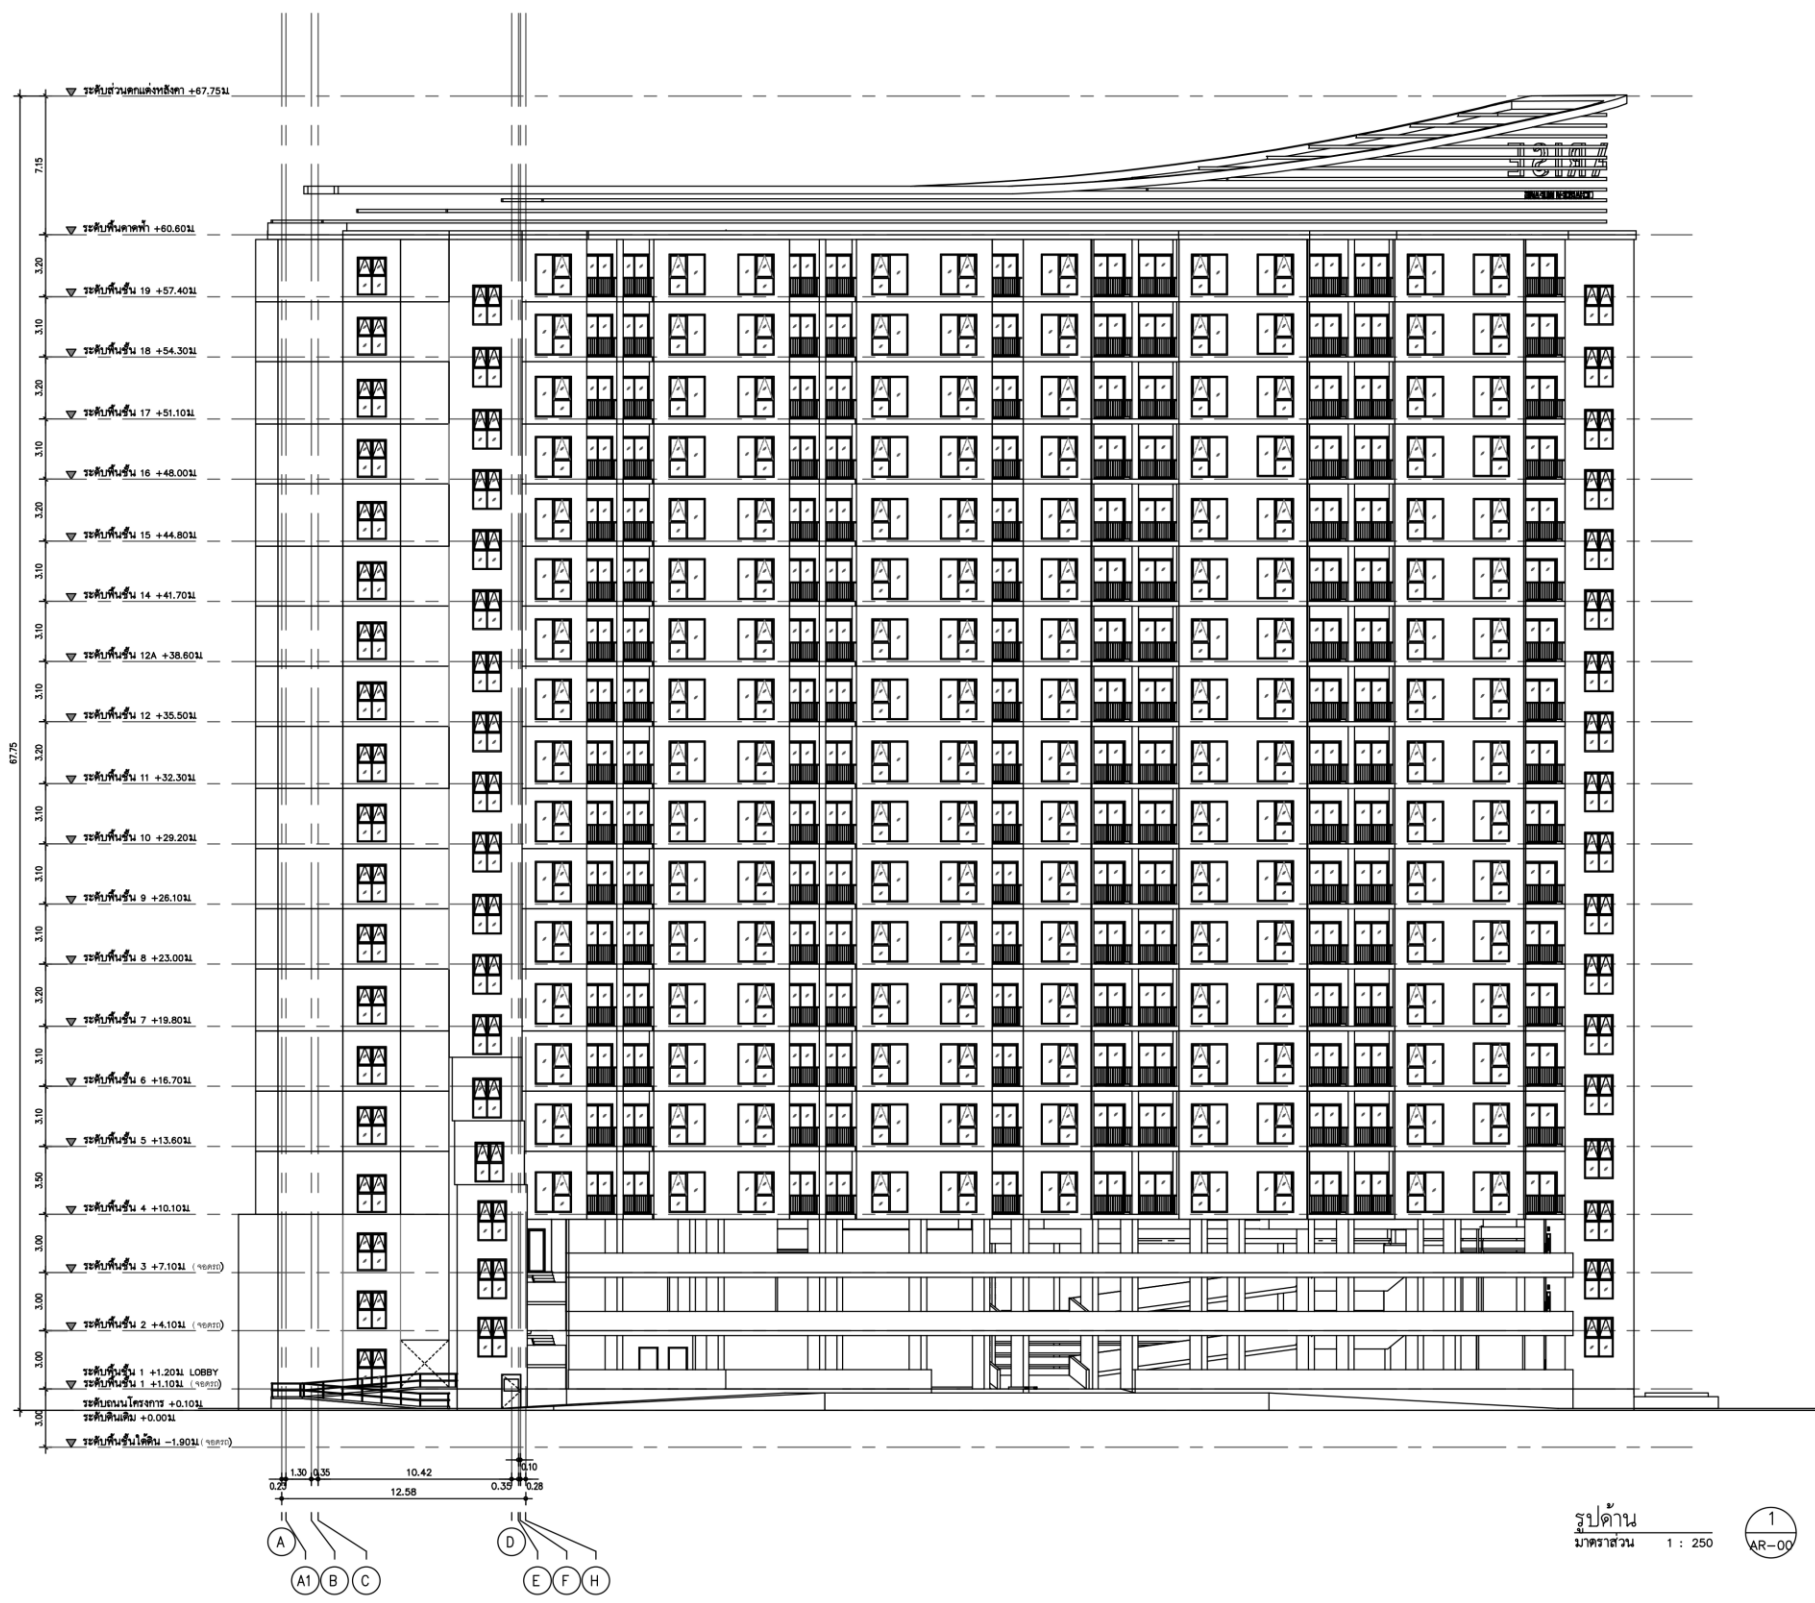 ระดับส่วนตกแต่งหลังคา +67.75ม
7.15
ARISE
ระดับพื้นดาดฟ้า +60.60ม
3.20
ระดับพื้นชั้น 19 +57.40ม
3.10
ระดับพื้นชั้น 18 +54.30ม
3.20
ระดับพื้นชั้น 17 +51.10ม
3.10
ระดับพื้นชั้น 16 +48.00ม
3.20
ระดับพื้นชั้น 15 +44.80ม
3.10
ระดับพื้นชั้น 14 +41.70ม
3.10
ระดับพื้นชั้น 12A +38.60ม
3.10
ระดับพื้นชั้น 12 +35.50ม
67.75
3.20
ระดับพื้นชั้น 11 +32.30ม
3.10
ระดับพื้นชั้น 10 +29.20ม
3.10
ระดับพื้นชั้น 9 +26.10ม
3.10
ระดับพื้นชั้น 8 +23.00ม
3.20
ระดับพื้นชั้น 7 +19.80ม
3.10
ระดับพื้นชั้น 6 +16.70ม
3.10
ระดับพื้นชั้น 5 +13.60ม
3.50
ระดับพื้นชั้น 4 +10.10ม
3.00
ระดับพื้นชั้น 3 +7.10ม (จอดรถ)
3.00
ระดับพื้นชั้น 2 +4.10ม (จอดรถ)
3.00
ระดับพื้นชั้น 1 +1.20ม LOBBY
ระดับพื้นชั้น 1 +1.10ม (จอดรถ)
ระดับถนนโครงการ +0.10ม
ระดับดินเดิม +0.00ม
3.00
ระดับพื้นชั้นใต้ดิน -1.90ม (จอดรถ)
0.10
1.30 0.35 10.42
0.23 0.35 0.28
12.58
A D
A1 B C E F H
รูปด้าน
มาตราส่วน 1 : 250
1
AR-00